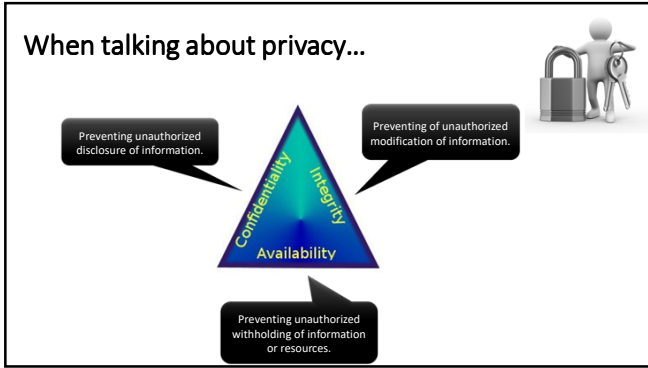 When talking about privacy...
Preventing unauthorized
disclosure of information.
Preventing of unauthorized
modification of information.
Confidentiality
Integrity
Availability
Preventing unauthorized
withholding of information
or resources.